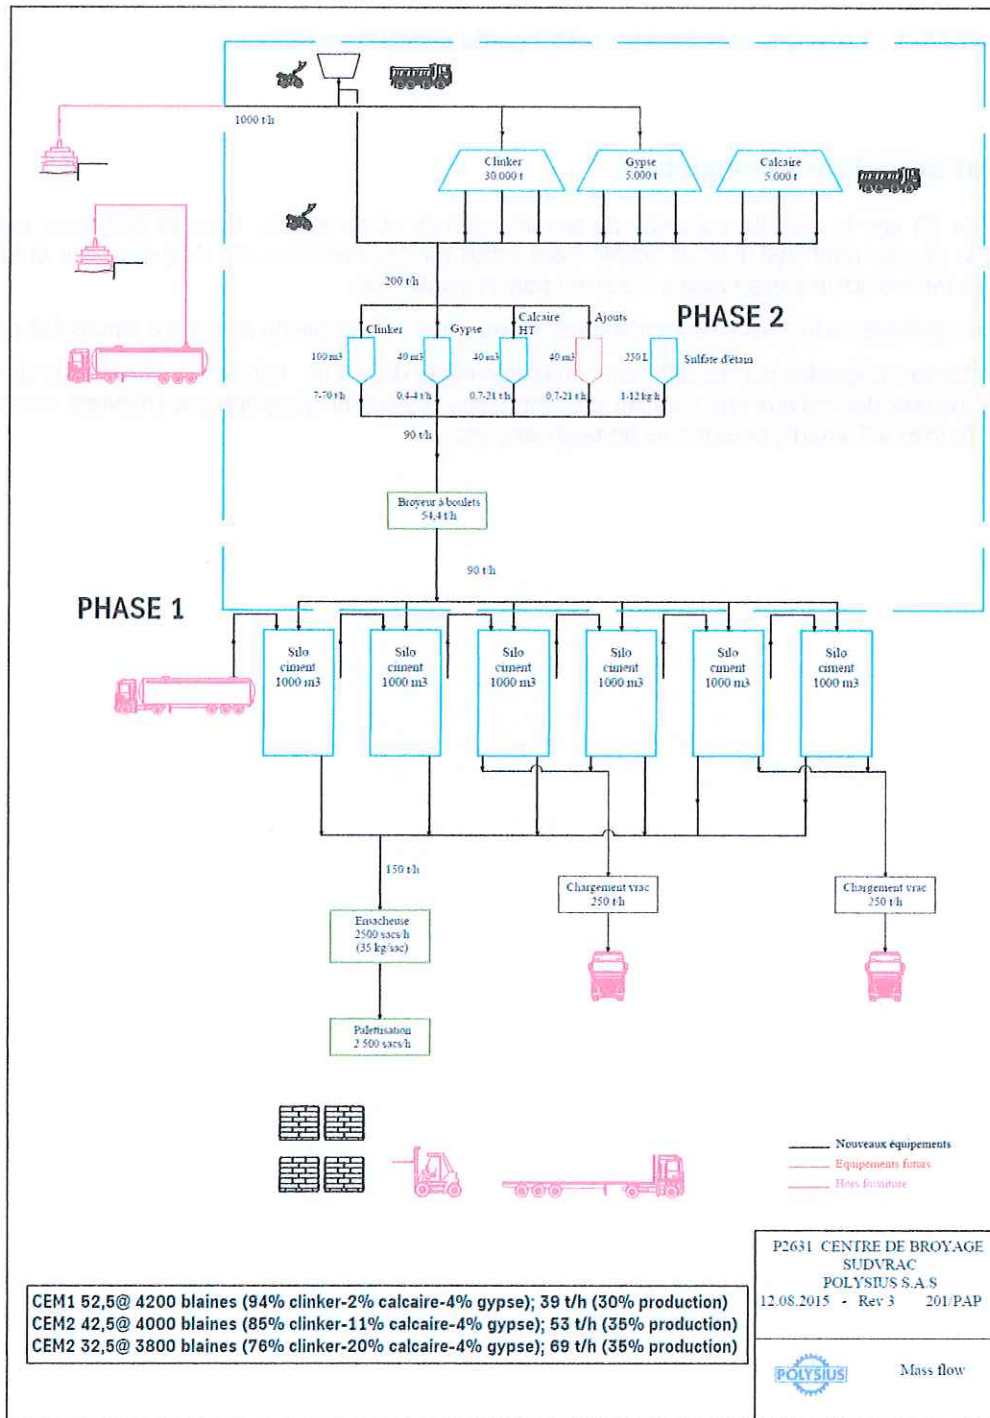 1000 t/h
Clinker
30.000 t
Gypse
5.000 t
Calcaire
5.000 t
200 t/h
PHASE 2
Clinker
Gypse
Calcaire
HT
Ajouts
100 m3
40 m3
40 m3
40 m3
250 L
Sulfate d'étain
7-70 t/h
0,4-4 t/h
0,7-21 t/h
0,7-21 t/h
1-12 kg/h
90 t/h
Broyeur à boulets
54,4 t/h
90 t/h
PHASE 1
Silo
ciment
1000 m3
Silo
ciment
1000 m3
Silo
ciment
1000 m3
Silo
ciment
1000 m3
Silo
ciment
1000 m3
Silo
ciment
1000 m3
150 t/h
Ensacheuse
2500 sacs/h
(35 kg/sac)
Chargement vrac
250 t/h
Chargement vrac
250 t/h
Palettisation
2 500 sacs/h
Nouveaux équipements
Equipements futurs
Hors fourniture
P2631 CENTRE DE BROYAGE
SUDVRAC
POLYSIUS S.A.S
12.08.2015 - Rev 3 201/PAP
CEM1 52,5@ 4200 blaines (94% clinker-2% calcaire-4% gypse); 39 t/h (30% production)
CEM2 42,5@ 4000 blaines (85% clinker-11% calcaire-4% gypse); 53 t/h (35% production)
CEM2 32,5@ 3800 blaines (76% clinker-20% calcaire-4% gypse); 69 t/h (35% production)
POLYSIUS
Mass flow